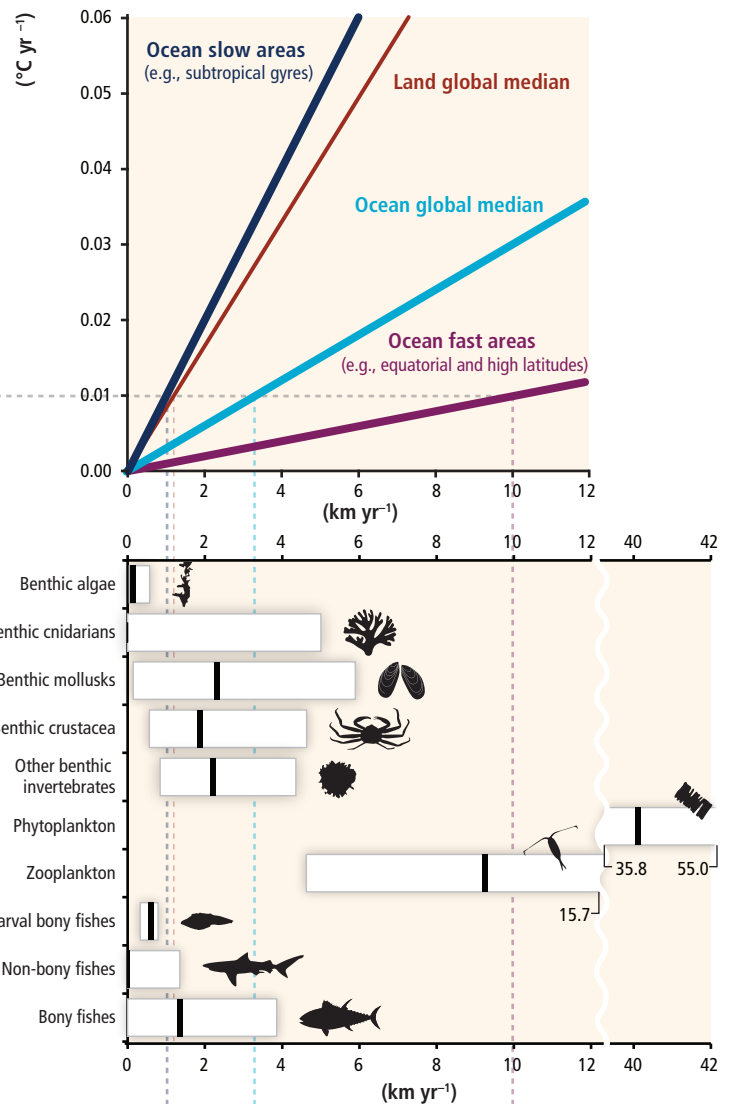 (°C yr ⁻¹)
0.06
0.05
0.04
0.03
0.02
0.01
0.00
Ocean slow areas
(e.g., subtropical gyres)
Land global median
Ocean global median
Ocean fast areas
(e.g., equatorial and high latitudes)
0 2 4 6 8 10 12
(km yr⁻¹)
0 2 4 6 8 10 12 40 42
Benthic algae
enthic cnidarians
Benthic mollusks
enthic crustacea
Other benthic
invertebrates
Phytoplankton
35.8 55.0
Zooplankton
15.7
arval bony fishes
Non-bony fishes
Bony fishes
0 2 4 6 8 10 12 40 42
(km yr⁻¹)